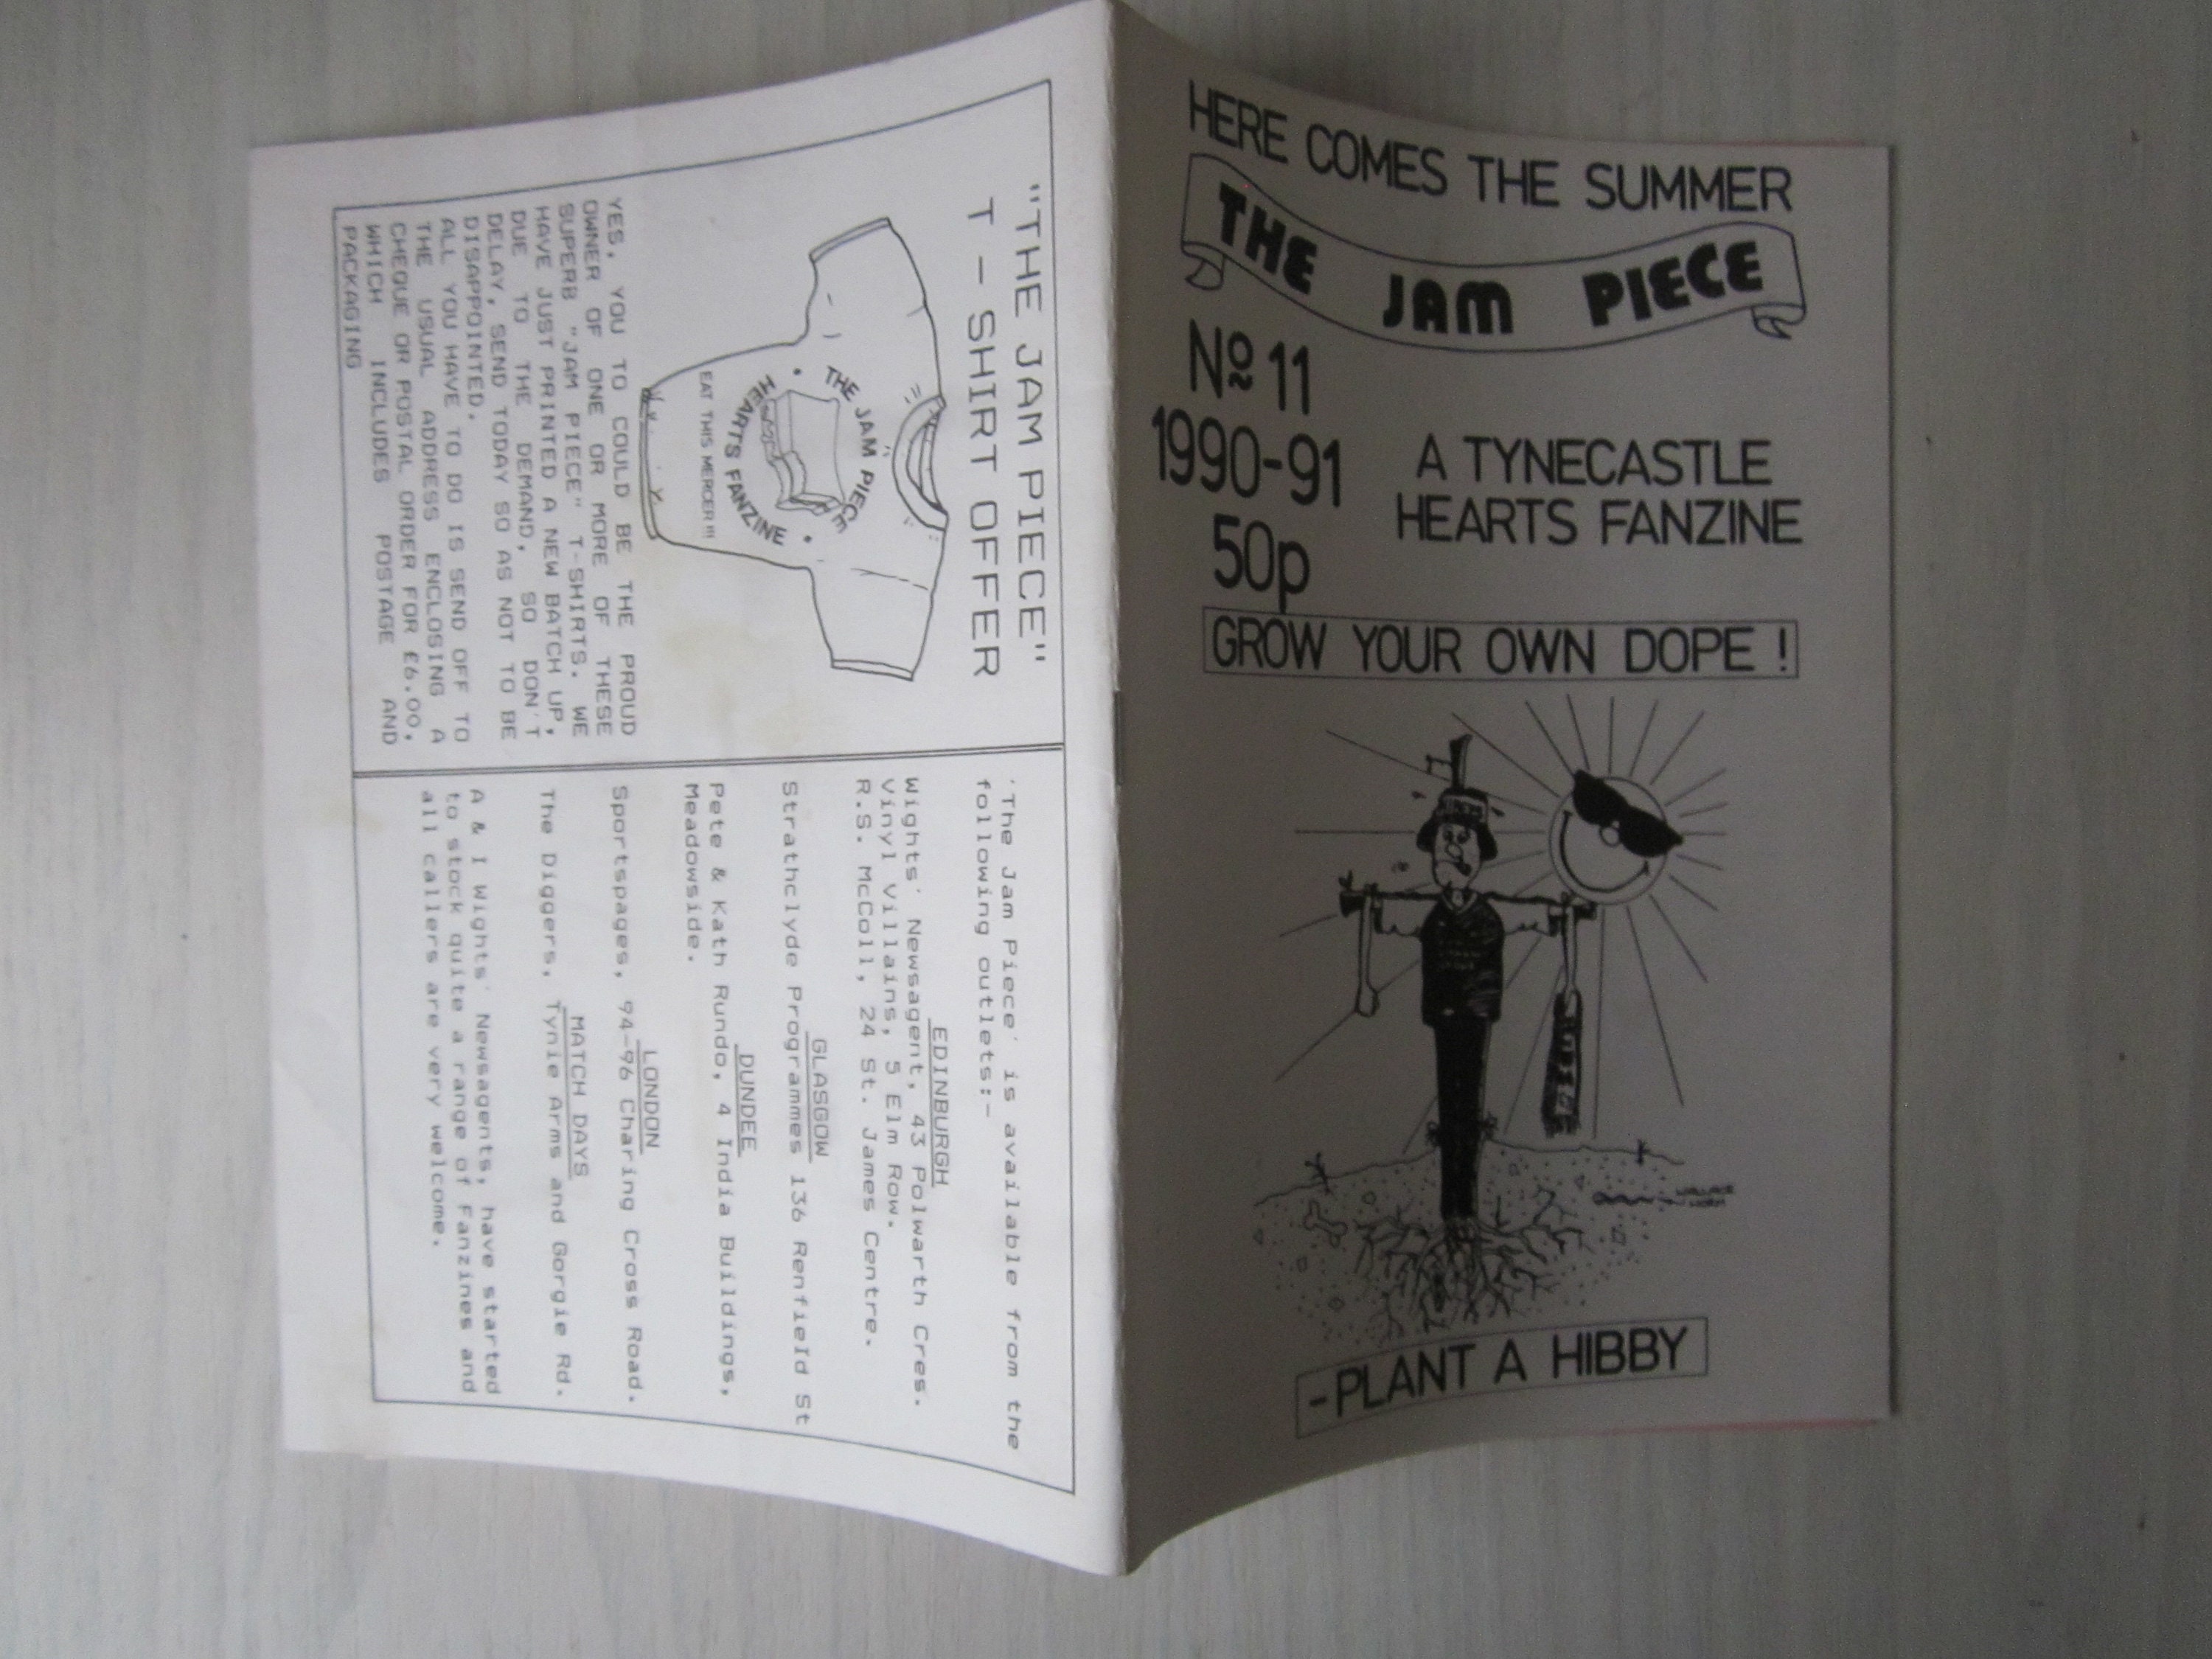 HERE COMES THE SUMMER
THE JAM PIECE
Nº 11
1990-91
50p
A TYNECASTLE
HEARTS FANZINE
GROW YOUR OWN DOPE !
-PLANT A HIBBY
"THE JAM PIECE"
T-SHIRT OFFER
THE JAM PIECE
HEARTS FANZINE
EAT THIS MERCER!!!
YES, YOU TO COULD BE THE PROUD
OWNER OF ONE OR MORE OF THESE
SUPERB "JAM PIECE" T-SHIRTS. WE
HAVE JUST PRINTED A NEW BATCH UP,
DUE TO THE DEMAND, SO DON'T
DELAY, SEND TODAY SO AS NOT TO BE
DISAPPOINTED.
ALL YOU HAVE TO DO IS SEND OFF TO
THE USUAL ADDRESS ENCLOSING A
CHEQUE OR POSTAL ORDER FOR £6.00,
WHICH INCLUDES POSTAGE AND
PACKAGING
'The Jam Piece' is available from the
following outlets:-
EDINBURGH
Wights' Newsagent, 43 Polwarth Cres.
Vinyl Villains, 5 Elm Row.
R.S. McColl, 24 St. James Centre.
GLASGOW
Strathclyde Programmes 136 Renfield St
DUNDEE
Pete & Kath Rundo, 4 India Buildings,
Meadowside.
LONDON
Sportspages, 94-96 Charing Cross Road.
MATCH DAYS
The Diggers, Tynie Arms and Gorgie Rd.
A & I Wights' Newsagents, have started
to stock quite a range of Fanzines and
all callers are very welcome.